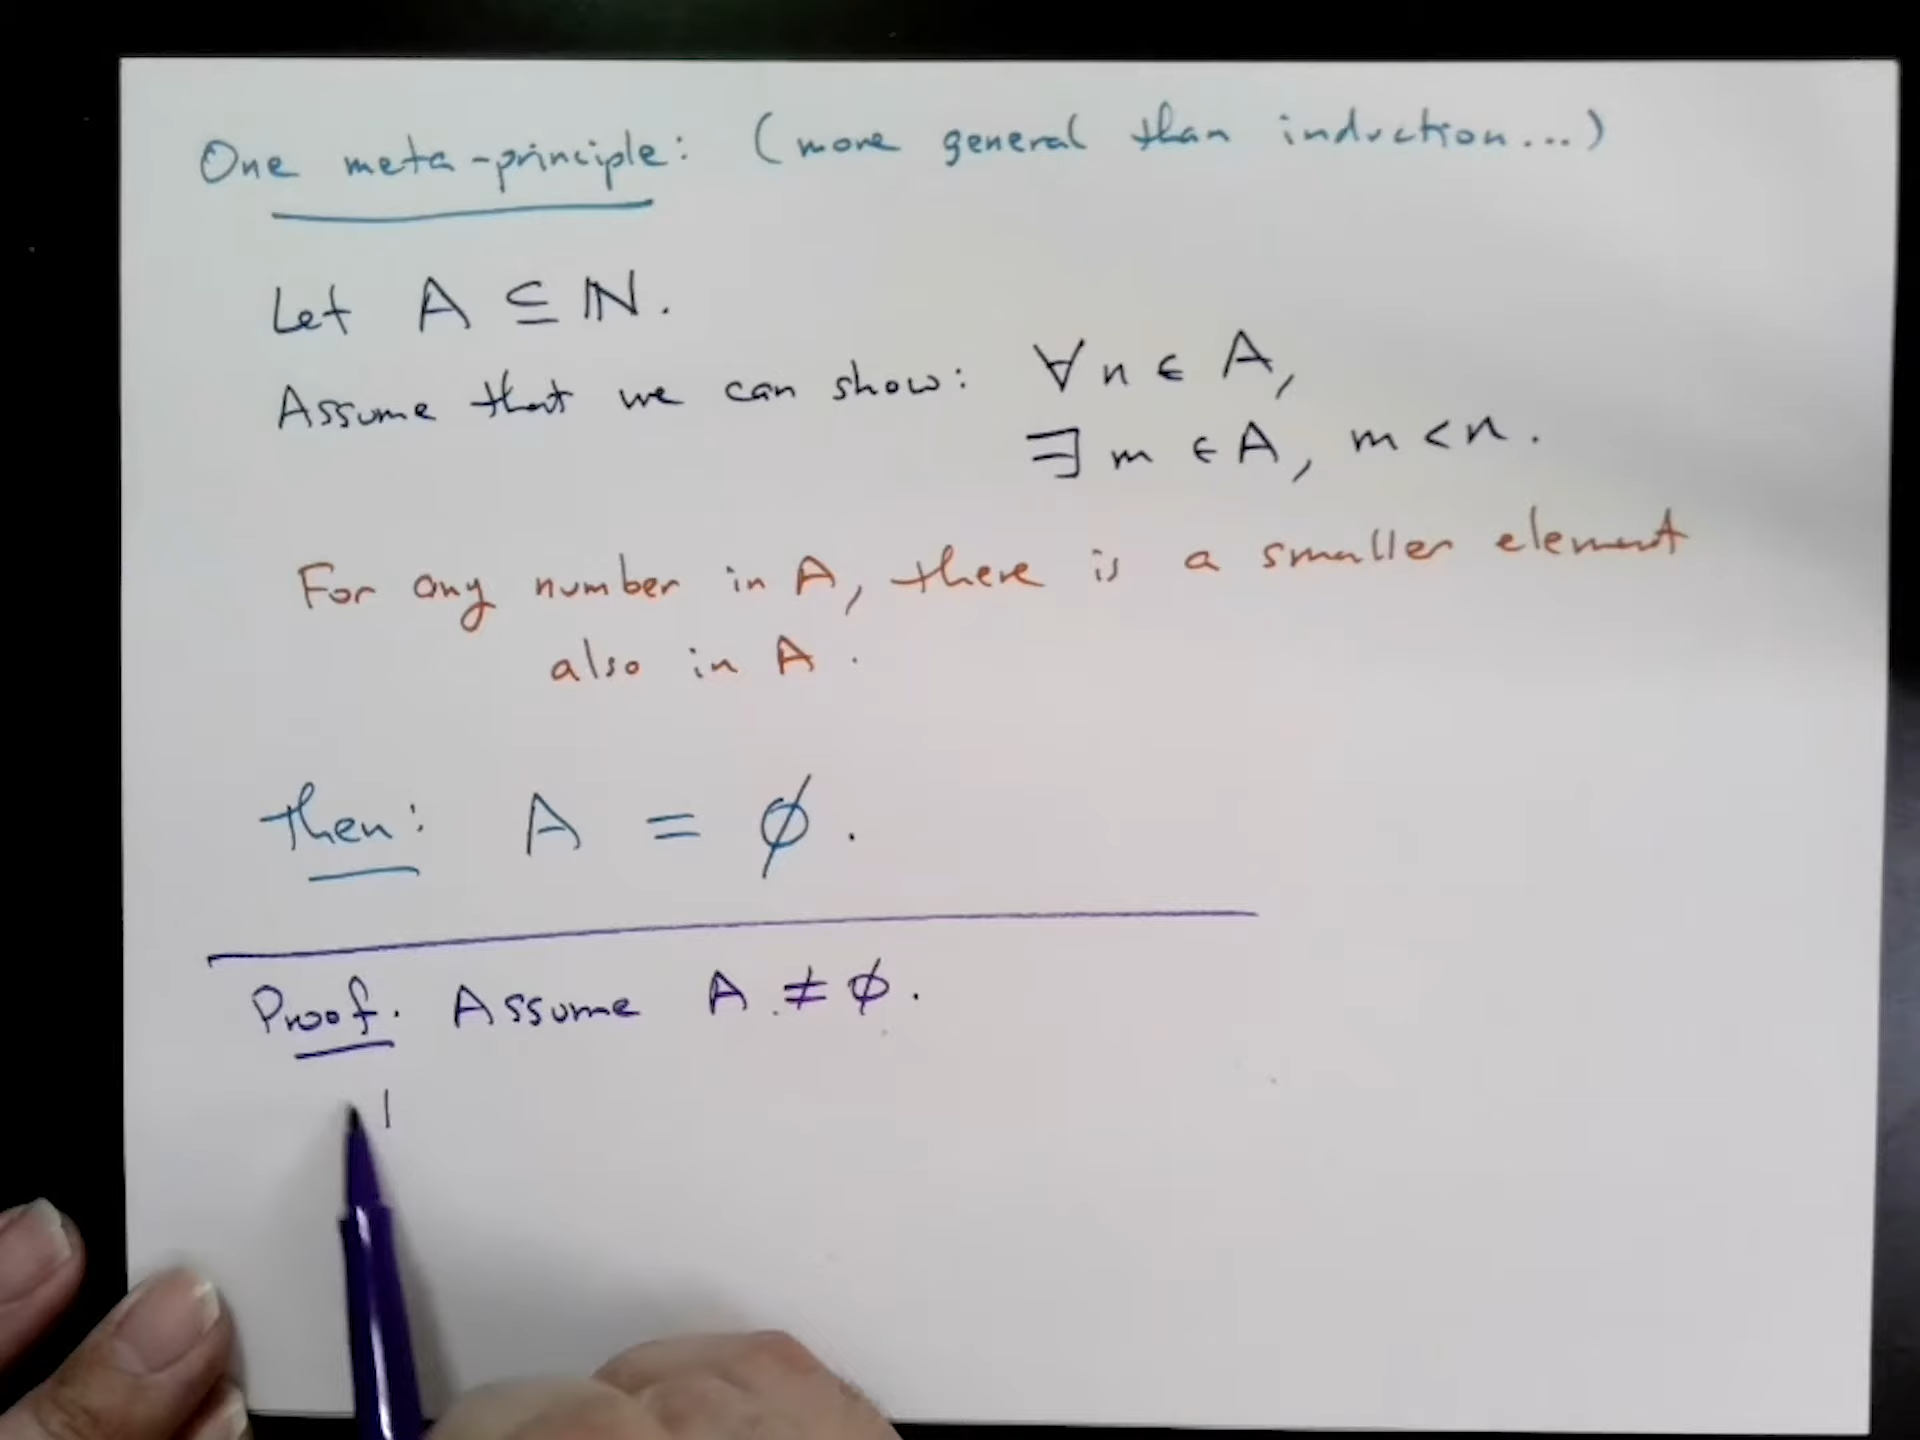 One meta-principle: (more general than induction...)
Let A ⊆ ℕ.
Assume that we can show: ∀ n ∈ A,
∃ m ∈ A, m < n.
For any number in A, there is a smaller element
also in A.
Then: A = ∅.
Proof. Assume A ≠ ∅.